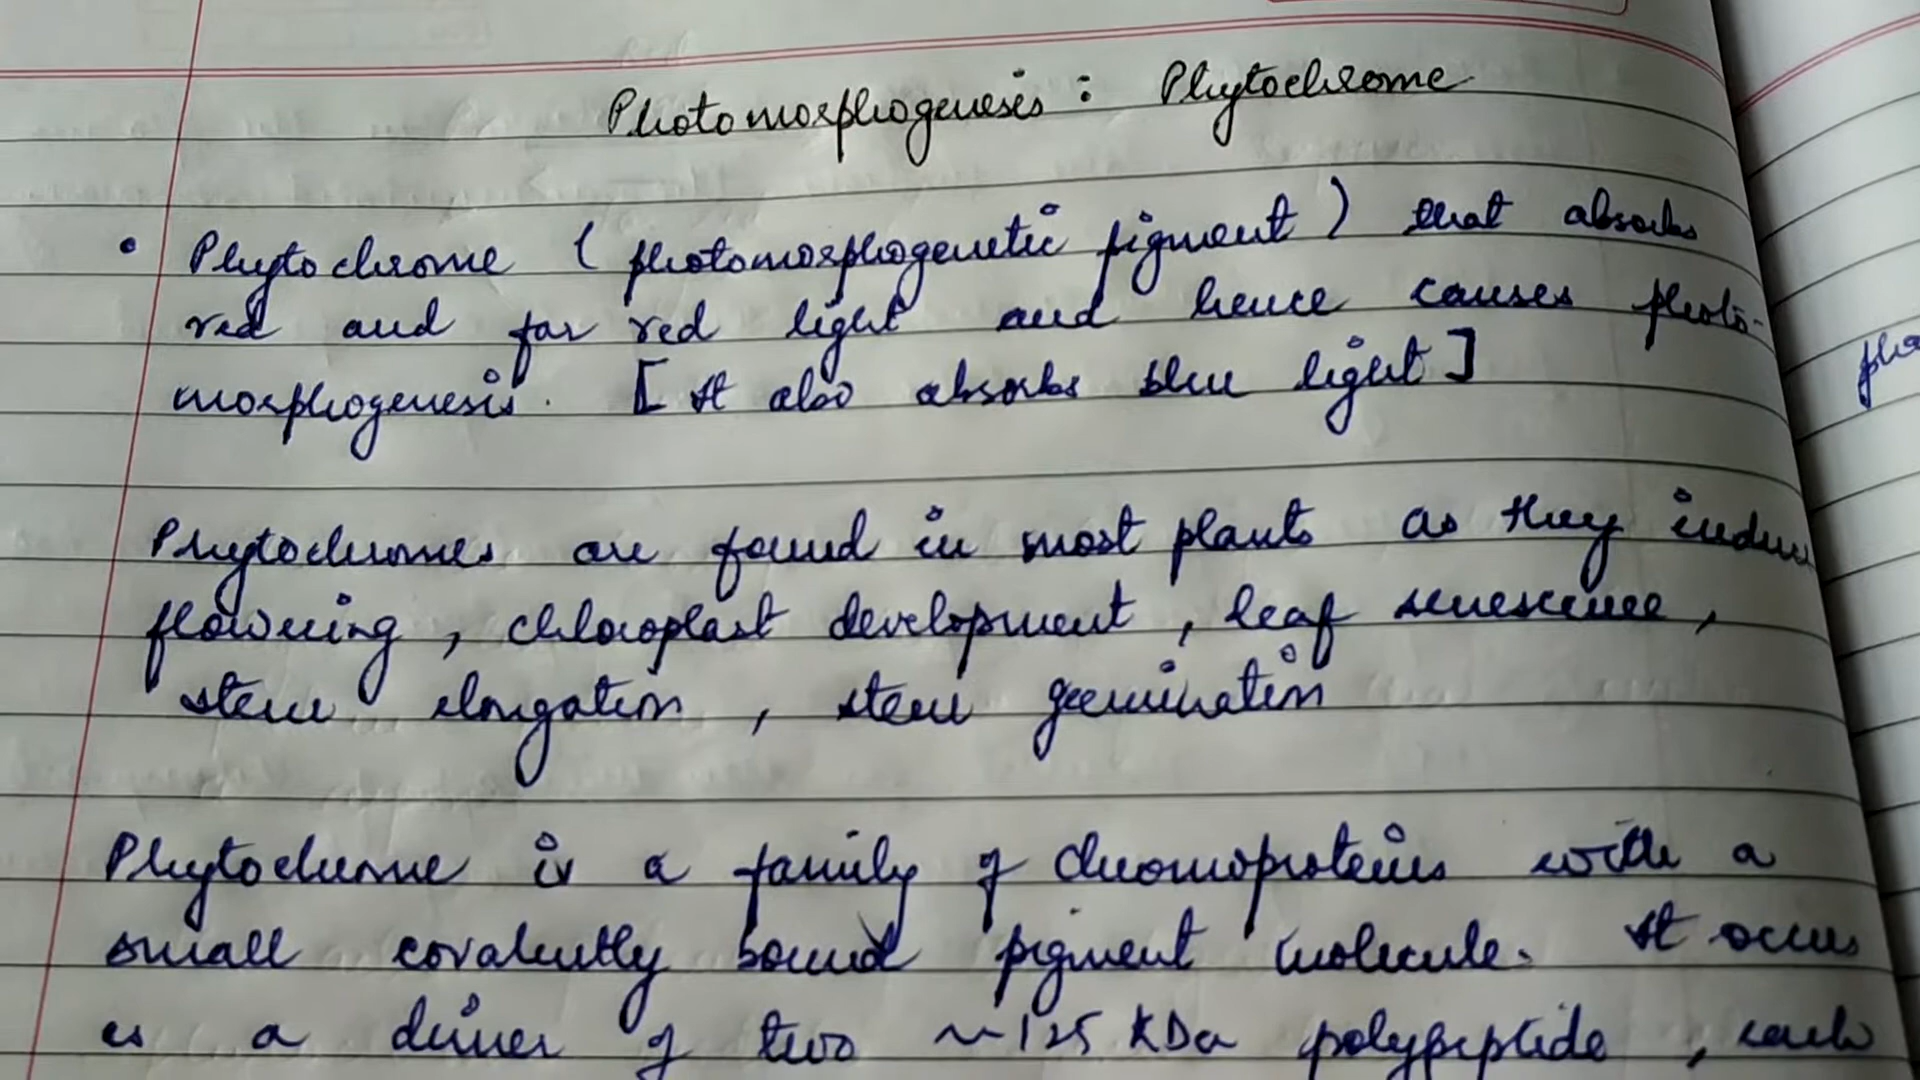 Photomorphogenesis : Phytochrome
• Phytochrome ( photomorphogenetic pigment ) that absorbs
red and far red light and hence causes photo-
morphogenesis. [ It also absorbs blue light ]
Phytochromes are found in most plants as they induce
flowering , chloroplast development , leaf senescence ,
stem elongation , stem germination
Phytochrome is a family of chromoproteins with a
small covalently bound pigment molecule. It occurs
as a dimer of two ~125 kDa polypeptide , each